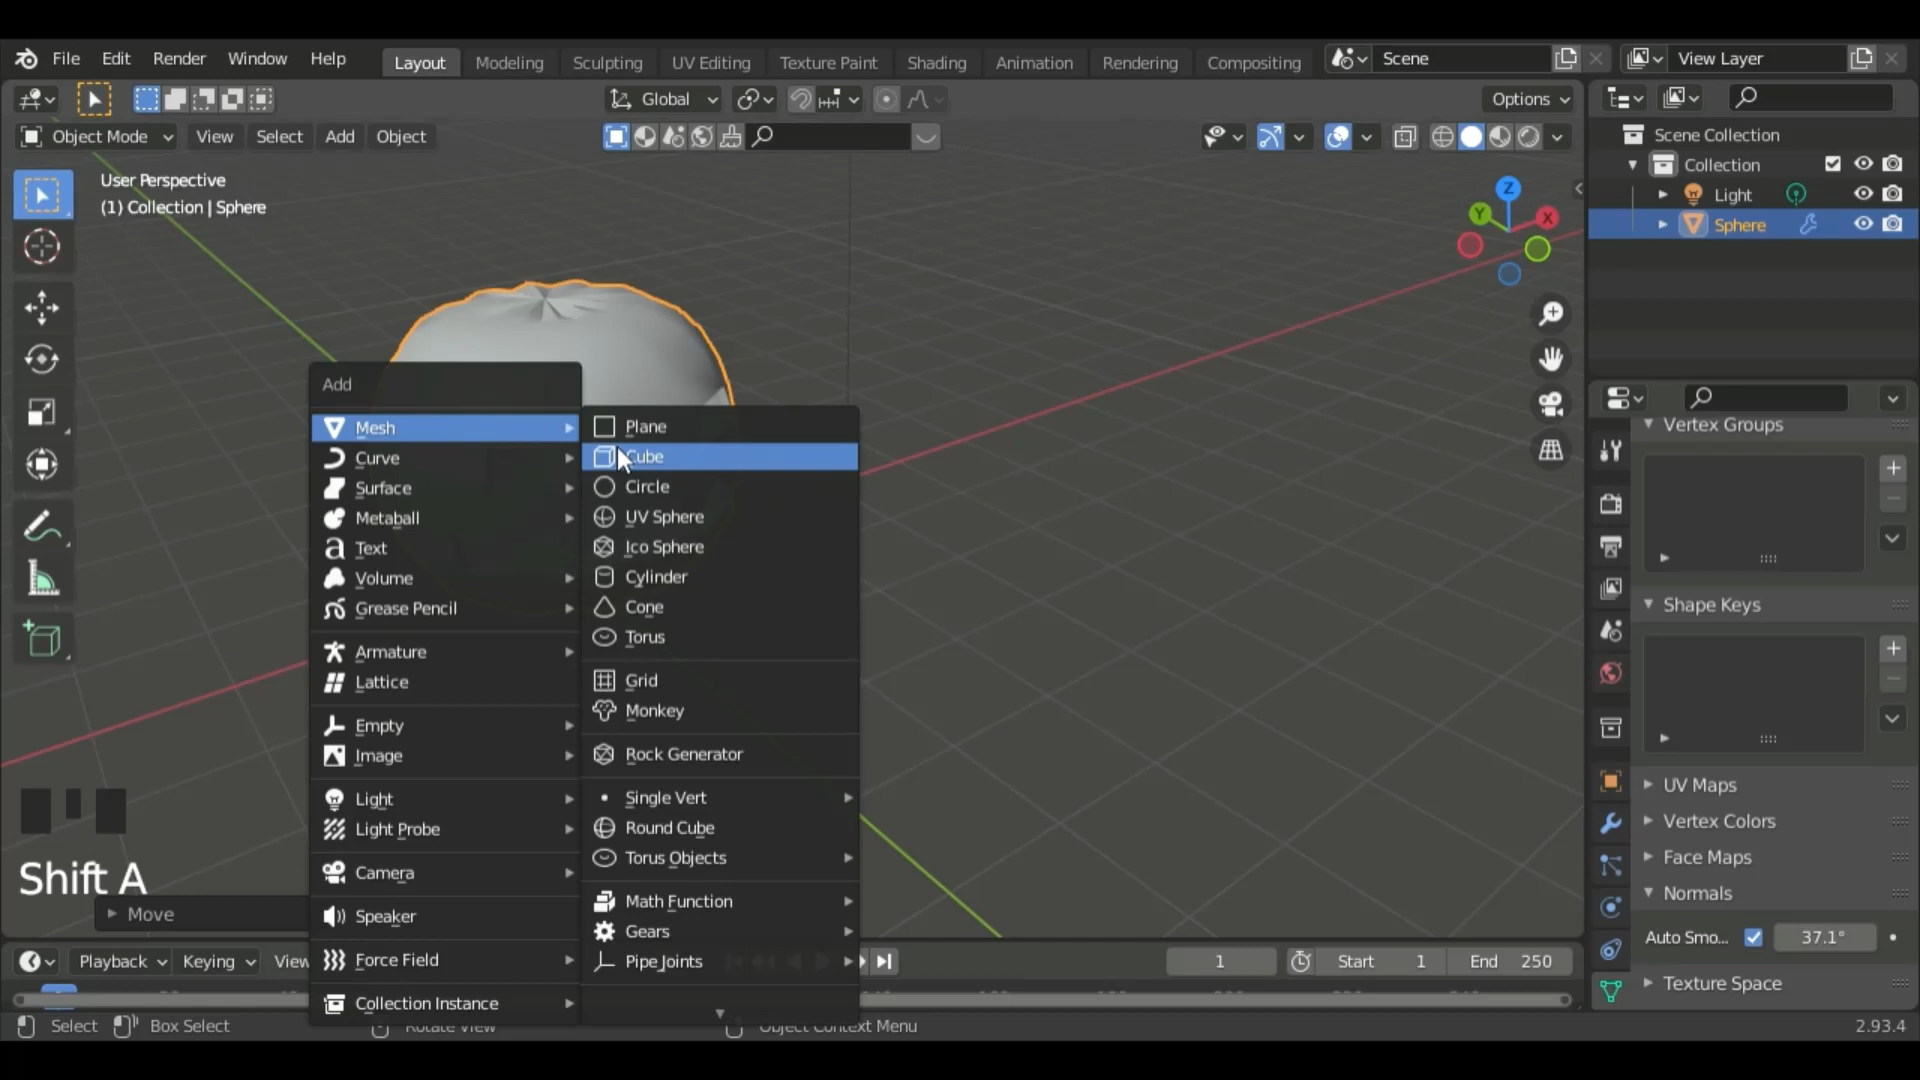 File Edit Render Window Help Layout Modeling Sculpting UV Editing Texture Paint Shading Animation Rendering Compositing Scene View Layer
Global Options
Object Mode View Select Add Object
User Perspective
(1) Collection | Sphere
Z
Y
X
Scene Collection
Collection
Light
Sphere
Add
Mesh
Curve
Surface
Metaball
Text
Volume
Grease Pencil
Armature
Lattice
Empty
Image
Light
Light Probe
Camera
Speaker
Force Field
Collection Instance
Plane
Cube
Circle
UV Sphere
Ico Sphere
Cylinder
Cone
Torus
Grid
Monkey
Rock Generator
Single Vert
Round Cube
Torus Objects
Math Function
Gears
Pipe Joints
Vertex Groups
Shape Keys
UV Maps
Vertex Colors
Face Maps
Normals
Auto Smo... 37.1°
Texture Space
Shift A
Move
Playback Keying View 1 Start 1 End 250
Select Box Select Rotate View Object Context Menu 2.93.4